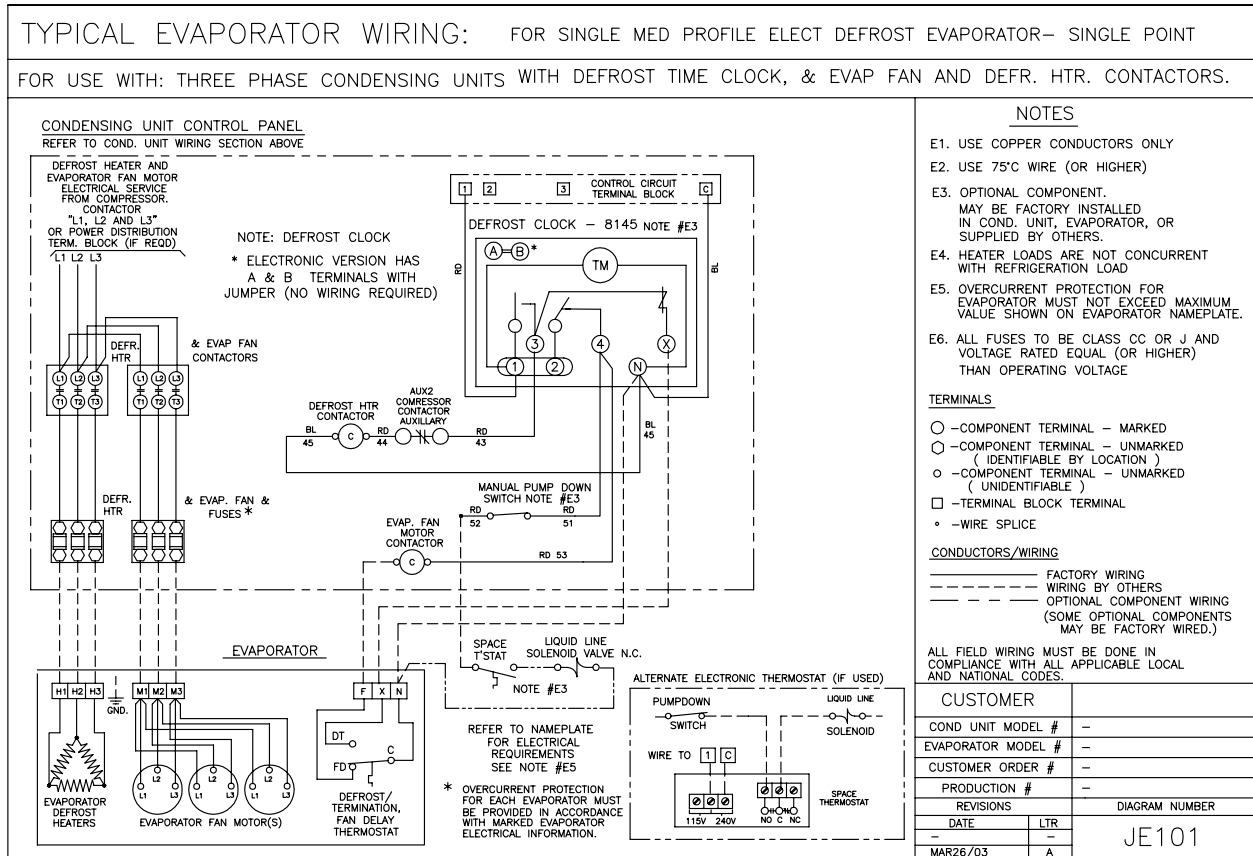 TYPICAL EVAPORATOR WIRING: FOR SINGLE MED PROFILE ELECT DEFROST EVAPORATOR– SINGLE POINT
FOR USE WITH: THREE PHASE CONDENSING UNITS WITH DEFROST TIME CLOCK, & EVAP FAN AND DEFR. HTR. CONTACTORS.
CONDENSING UNIT CONTROL PANEL
REFER TO COND. UNIT WIRING SECTION ABOVE
DEFROST HEATER AND
EVAPORATOR FAN MOTOR
ELECTRICAL SERVICE
FROM COMPRESSOR.
CONTACTOR
"L1, L2 AND L3"
OR POWER DISTRIBUTION
TERM. BLOCK (IF REQD)
L1 L2 L3
NOTE: DEFROST CLOCK
* ELECTRONIC VERSION HAS
A & B TERMINALS WITH
JUMPER (NO WIRING REQUIRED)
1 2 3 CONTROL CIRCUIT C
TERMINAL BLOCK
DEFROST CLOCK – 8145 NOTE #E3
A B *
TM
RD
BL
3 4 X
1 2 N
DEFR.
HTR
& EVAP FAN
CONTACTORS
L1 L2 L3 L1 L2 L3
T1 T2 T3 T1 T2 T3
DEFROST HTR
CONTACTOR
AUX2
COMRESSOR
CONTACTOR
AUXILLARY
BL
45
C
RD
44
RD
43
BL
45
MANUAL PUMP DOWN
SWITCH NOTE #E3
RD
52
RD
51
DEFR.
HTR
& EVAP. FAN &
FUSES *
EVAP. FAN
MOTOR
CONTACTOR
C
RD 53
EVAPORATOR
SPACE
T'STAT
LIQUID LINE
SOLENOID VALVE N.C.
NOTE #E3
H1 H2 H3
GND.
M1 M2 M3
F X N
DT
C
FD
L2 L2 L2
L1 L3 L1 L3 L1 L3
EVAPORATOR
DEFROST
HEATERS
EVAPORATOR FAN MOTOR(S)
DEFROST/
TERMINATION,
FAN DELAY
THERMOSTAT
REFER TO NAMEPLATE
FOR ELECTRICAL
REQUIREMENTS
SEE NOTE #E5
* OVERCURRENT PROTECTION
FOR EACH EVAPORATOR MUST
BE PROVIDED IN ACCORDANCE
WITH MARKED EVAPORATOR
ELECTRICAL INFORMATION.
ALTERNATE ELECTRONIC THERMOSTAT (IF USED)
PUMPDOWN
SWITCH
LIQUID LINE
SOLENOID
WIRE TO 1 C
115V 240V
NO C NC
SPACE
THERMOSTAT
NOTES
E1. USE COPPER CONDUCTORS ONLY
E2. USE 75°C WIRE (OR HIGHER)
E3. OPTIONAL COMPONENT.
MAY BE FACTORY INSTALLED
IN COND. UNIT, EVAPORATOR, OR
SUPPLIED BY OTHERS.
E4. HEATER LOADS ARE NOT CONCURRENT
WITH REFRIGERATION LOAD
E5. OVERCURRENT PROTECTION FOR
EVAPORATOR MUST NOT EXCEED MAXIMUM
VALUE SHOWN ON EVAPORATOR NAMEPLATE.
E6. ALL FUSES TO BE CLASS CC OR J AND
VOLTAGE RATED EQUAL (OR HIGHER)
THAN OPERATING VOLTAGE
TERMINALS
–COMPONENT TERMINAL – MARKED
–COMPONENT TERMINAL – UNMARKED
( IDENTIFIABLE BY LOCATION )
–COMPONENT TERMINAL – UNMARKED
( UNIDENTIFIABLE )
–TERMINAL BLOCK TERMINAL
–WIRE SPLICE
CONDUCTORS/WIRING
FACTORY WIRING
WIRING BY OTHERS
OPTIONAL COMPONENT WIRING
(SOME OPTIONAL COMPONENTS
MAY BE FACTORY WIRED.)
ALL FIELD WIRING MUST BE DONE IN
COMPLIANCE WITH ALL APPLICABLE LOCAL
AND NATIONAL CODES.
CUSTOMER
COND UNIT MODEL # –
EVAPORATOR MODEL # –
CUSTOMER ORDER # –
PRODUCTION # –
REVISIONS DIAGRAM NUMBER
DATE LTR
– –
MAR26/03 A
JE101